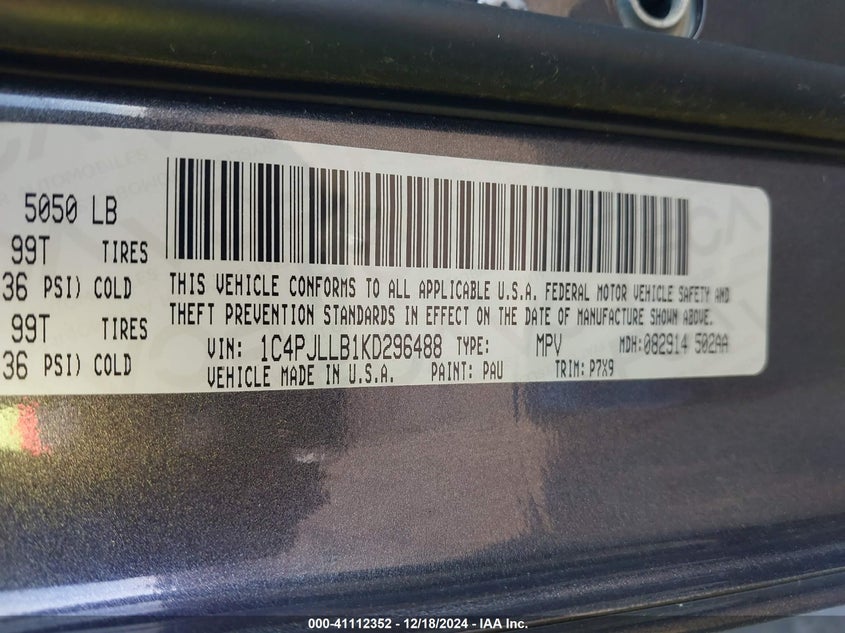 5050 LB
99T TIRES
36 PSI) COLD
99T TIRES
36 PSI) COLD
THIS VEHICLE CONFORMS TO ALL APPLICABLE U.S.A. FEDERAL MOTOR VEHICLE SAFETY AND
THEFT PREVENTION STANDARDS IN EFFECT ON THE DATE OF MANUFACTURE SHOWN ABOVE.
VIN: 1C4PJLLB1KD296488 TYPE: MPV MDH:082914 502AA
VEHICLE MADE IN U.S.A. PAINT: PAU TRIM: P7X9
000-41112352 - 12/18/2024 - IAA Inc.